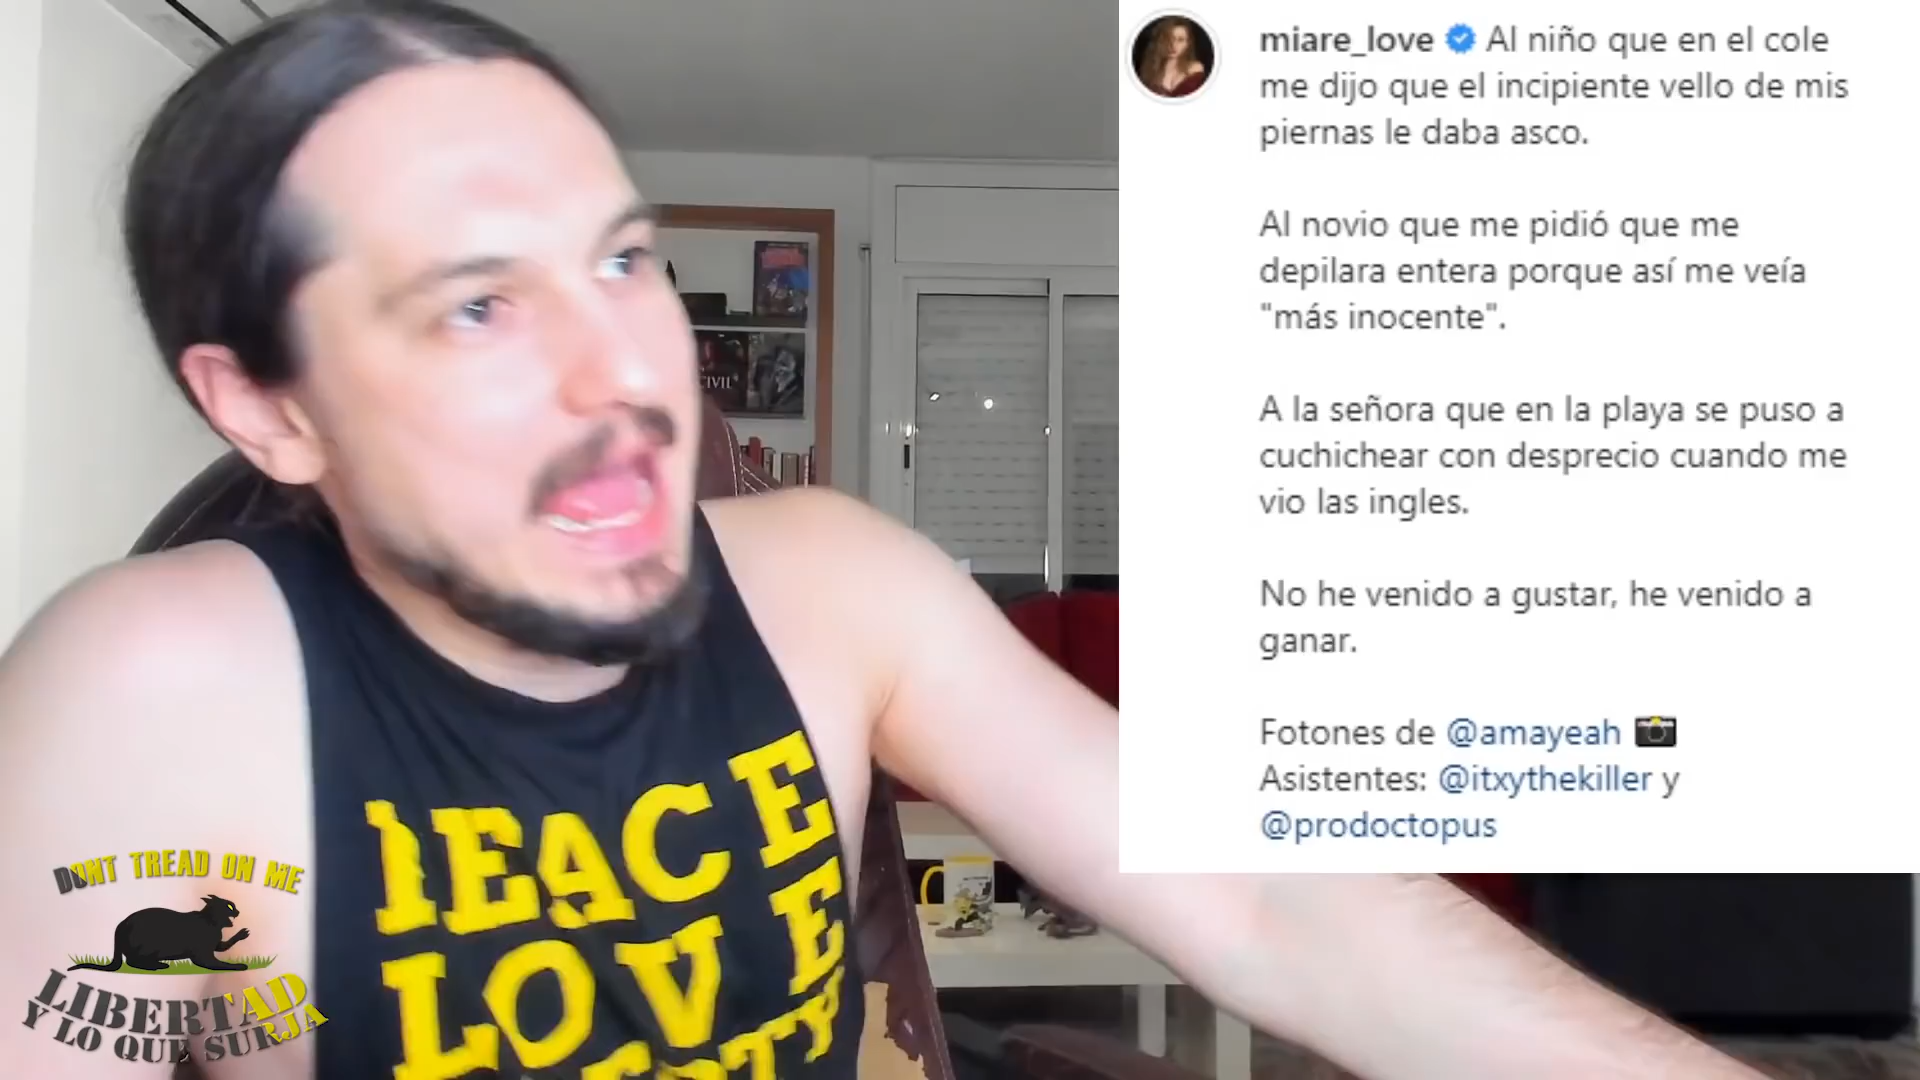 miare_love Al niño que en el cole
me dijo que el incipiente vello de mis
piernas le daba asco.
Al novio que me pidió que me
depilara entera porque así me veía
"más inocente".
A la señora que en la playa se puso a
cuchichear con desprecio cuando me
vio las ingles.
No he venido a gustar, he venido a
ganar.
Fotones de @amayeah
Asistentes: @itxythekiller y
@prodoctopus
CIVIL
PEACE
LOVE
DONT TREAD ON ME
LIBERTAD
Y LO QUE SURJA